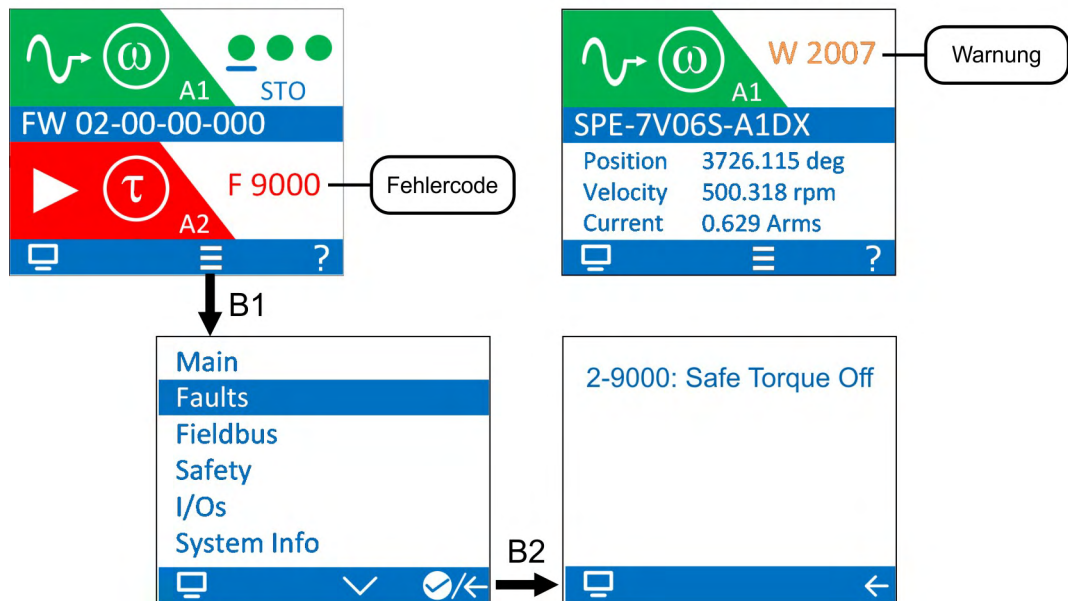 ω
A1
STO
FW 02-00-00-000
τ
A2
F 9000
Fehlercode
?
ω
A1
W 2007
Warnung
SPE-7V06S-A1DX
Position 3726.115 deg
Velocity 500.318 rpm
Current 0.629 Arms
?
B1
Main
Faults
Fieldbus
Safety
I/Os
System Info
/←
B2
2-9000: Safe Torque Off
←